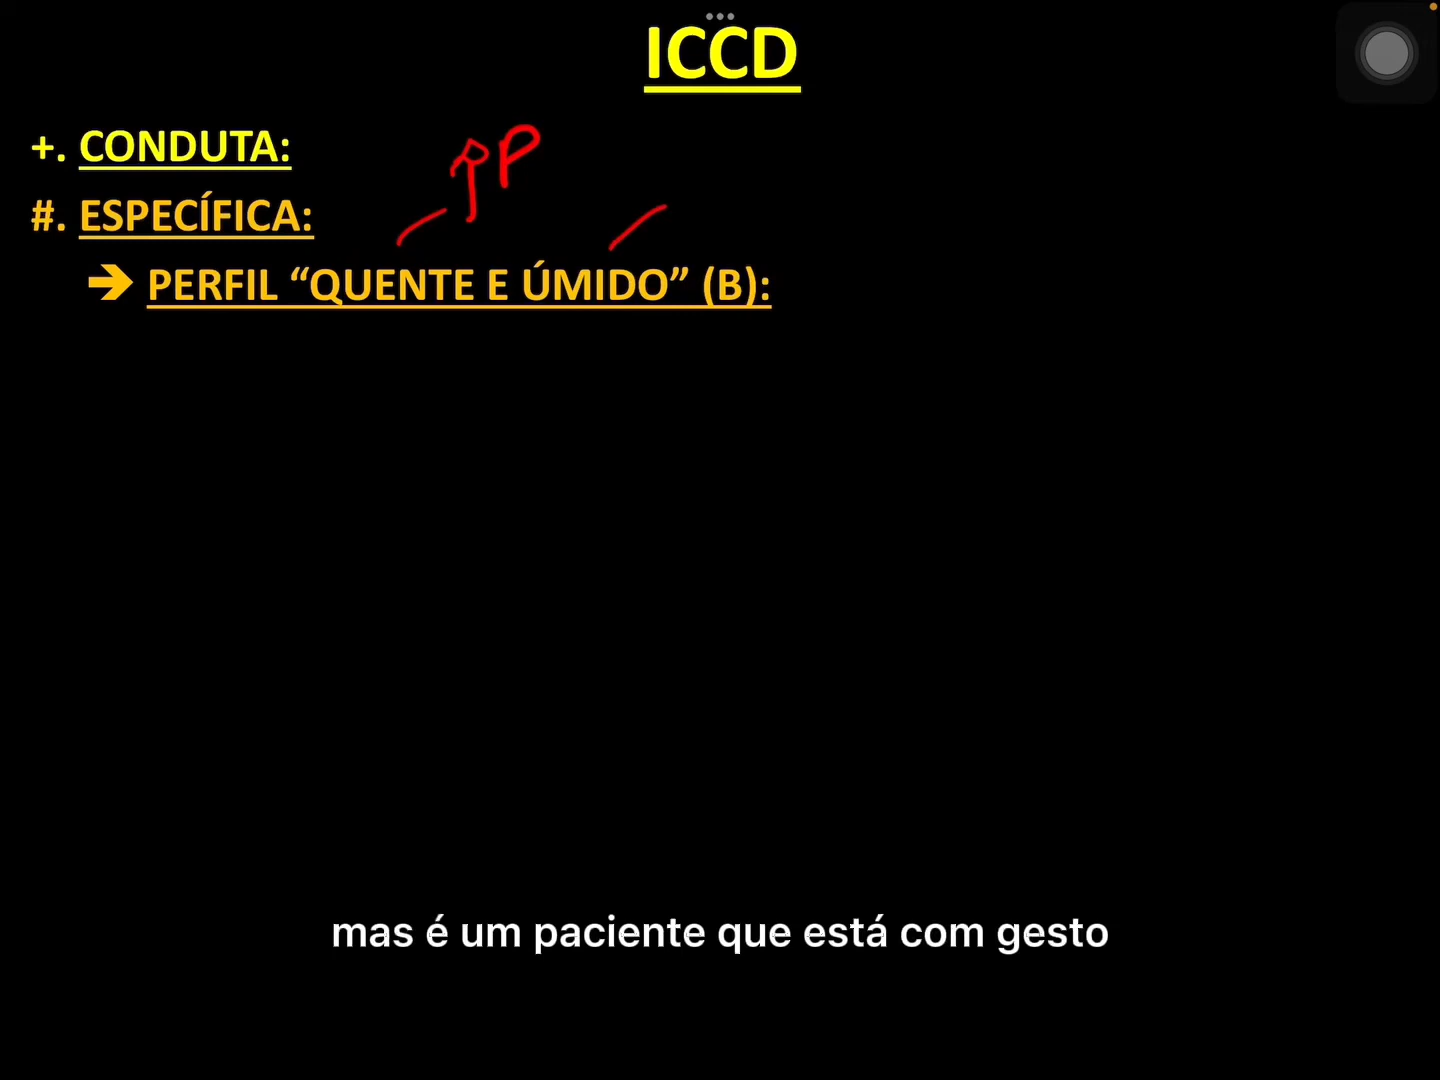 ICCD
+. CONDUTA:
↑P
#. ESPECÍFICA:
➔ PERFIL “QUENTE E ÚMIDO” (B):
mas é um paciente que está com gesto